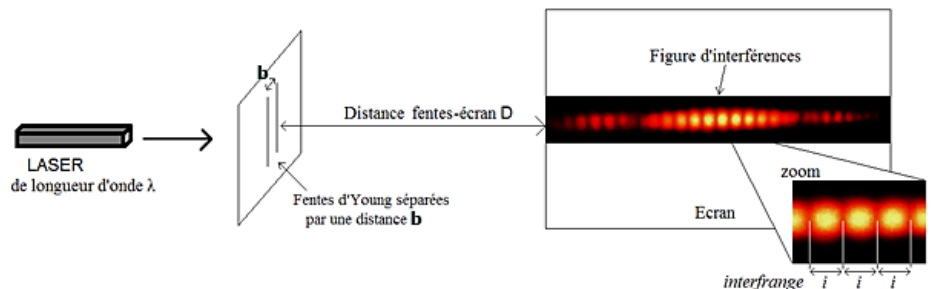 LASER
de longueur d'onde λ
b
Fentes d'Young séparées
par une distance b
Distance fentes-écran D
Figure d'interférences
Ecran
zoom
interfrange i i i